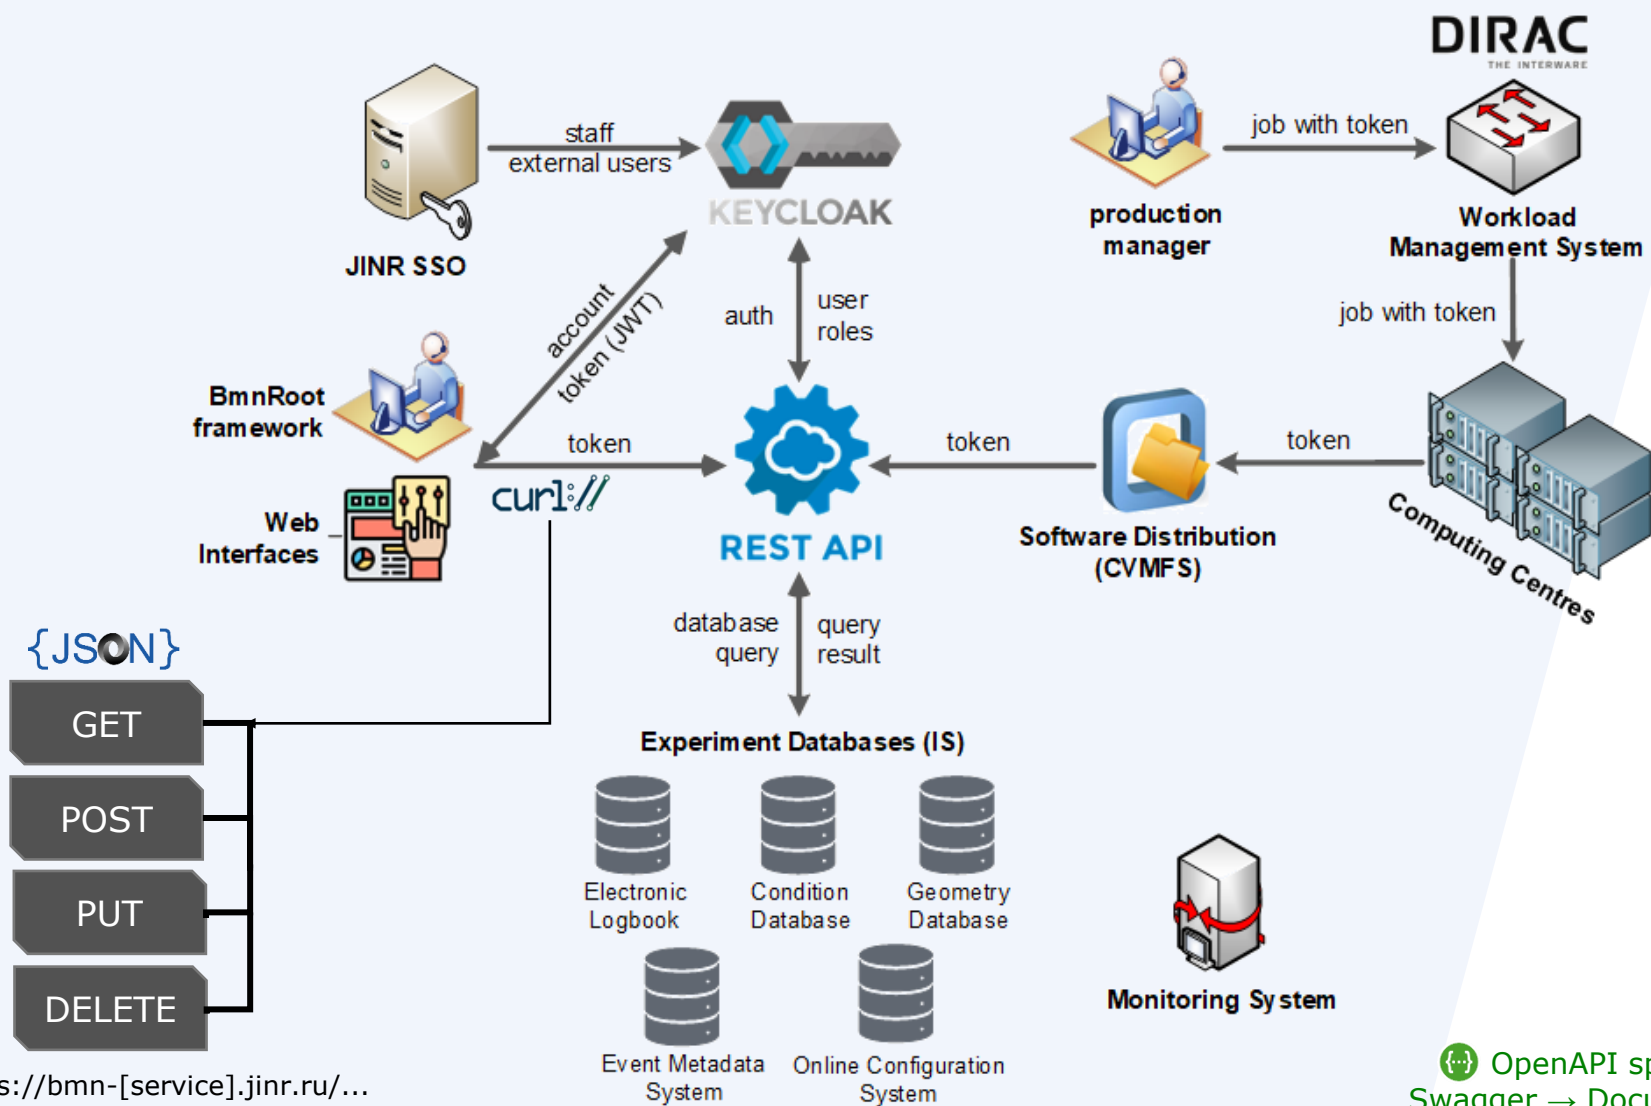 DIRAC
THE INTERWARE
staff
external users
KEYCLOAK
JINR SSO
job with token
production
manager
Workload
Management System
account
token (JWT)
auth
user
roles
job with token
BmnRoot
framework
token
curl://
Web
Interfaces
REST API
token
token
Software Distribution
(CVMFS)
Computing Centres
database
query
query
result
{JSON}
GET
POST
PUT
DELETE
Experiment Databases (IS)
Electronic
Logbook
Condition
Database
Geometry
Database
Event Metadata
System
Online Configuration
System
Monitoring System
s://bmn-[service].jinr.ru/...
{···} OpenAPI sp
Swagger → Docu